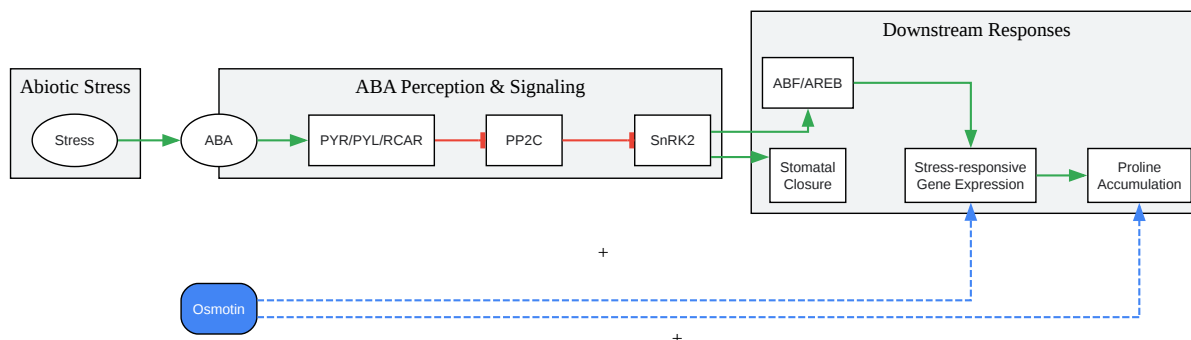 Downstream Responses
Abiotic Stress
ABA Perception & Signaling
ABF/AREB
Stress
ABA
PYR/PYL/RCAR
PP2C
SnRK2
Stomatal
Closure
Stress-responsive
Gene Expression
Proline
Accumulation
+
Osmotin
+